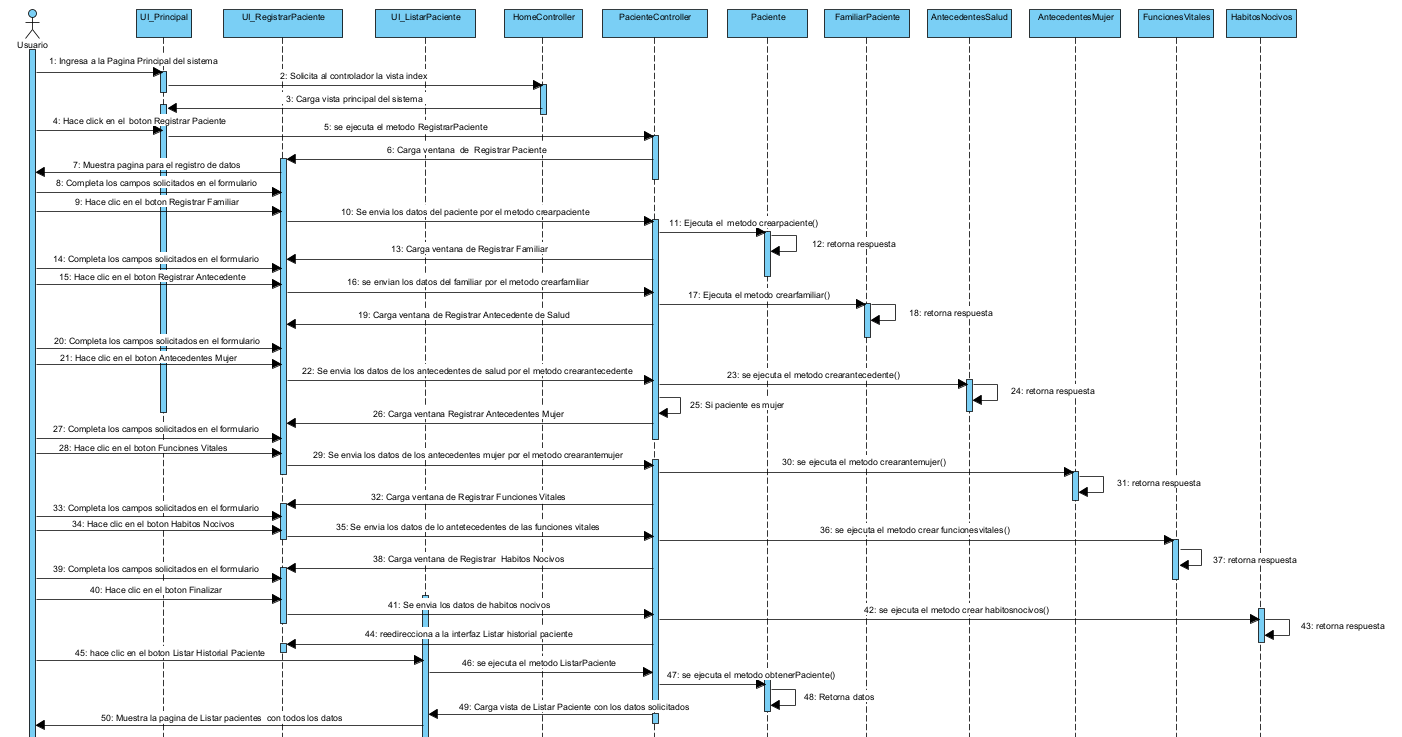 UI_Principal
UI_RegistrarPaciente
UI_ListarPaciente
HomeController
PacienteController
Paciente
FamiliarPaciente
AntecedentesSalud
AntecedentesMujer
FuncionesVitales
HabitosNocivos
Usuario
1: Ingresa a la Pagina Principal del sistema
2: Solicita al controlador la vista index
3: Carga vista principal del sistema
4: Hace click en el boton Registrar Paciente
5: se ejecuta el metodo RegistrarPaciente
6: Carga ventana de Registrar Paciente
7: Muestra pagina para el registro de datos
8: Completa los campos solicitados en el formulario
9: Hace clic en el boton Registrar Familiar
10: Se envia los datos del paciente por el metodo crearpaciente
11: Ejecuta el metodo crearpaciente()
12: retorna respuesta
13: Carga ventana de Registrar Familiar
14: Completa los campos solicitados en el formulario
15: Hace clic en el boton Registrar Antecedente
16: se envian los datos del familiar por el metodo crearfamiliar
17: Ejecuta el metodo crearfamiliar()
18: retorna respuesta
19: Carga ventana de Registrar Antecedente de Salud
20: Completa los campos solicitados en el formulario
21: Hace clic en el boton Antecedentes Mujer
22: Se envia los datos de los antecedentes de salud por el metodo crearantecedente
23: se ejecuta el metodo crearantecedente()
24: retorna respuesta
25: Si paciente es mujer
26: Carga ventana Registrar Antecedentes Mujer
27: Completa los campos solicitados en el formulario
28: Hace clic en el boton Funciones Vitales
29: Se envia los datos de los antecedentes mujer por el metodo crearantemujer
30: se ejecuta el metodo crearantemujer()
31: retorna respuesta
32: Carga ventana de Registrar Funciones Vitales
33: Completa los campos solicitados en el formulario
34: Hace clic en el boton Habitos Nocivos
35: Se envia los datos de lo antetecedentes de las funciones vitales
36: se ejecuta el metodo crear funcionesvitales()
37: retorna respuesta
38: Carga ventana de Registrar Habitos Nocivos
39: Completa los campos solicitados en el formulario
40: Hace clic en el boton Finalizar
41: Se envia los datos de habitos nocivos
42: se ejecuta el metodo crear habitosnocivos()
43: retorna respuesta
44: reedirecciona a la interfaz Listar historial paciente
45: hace clic en el boton Listar Historial Paciente
46: se ejecuta el metodo ListarPaciente
47: se ejecuta el metodo obtenerPaciente()
48: Retorna datos
49: Carga vista de Listar Paciente con los datos solicitados
50: Muestra la pagina de Listar pacientes con todos los datos